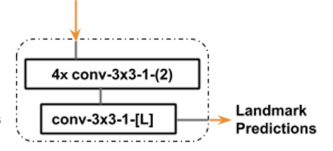 4x conv-3x3-1-(2)
conv-3x3-1-[L]
Landmark
Predictions